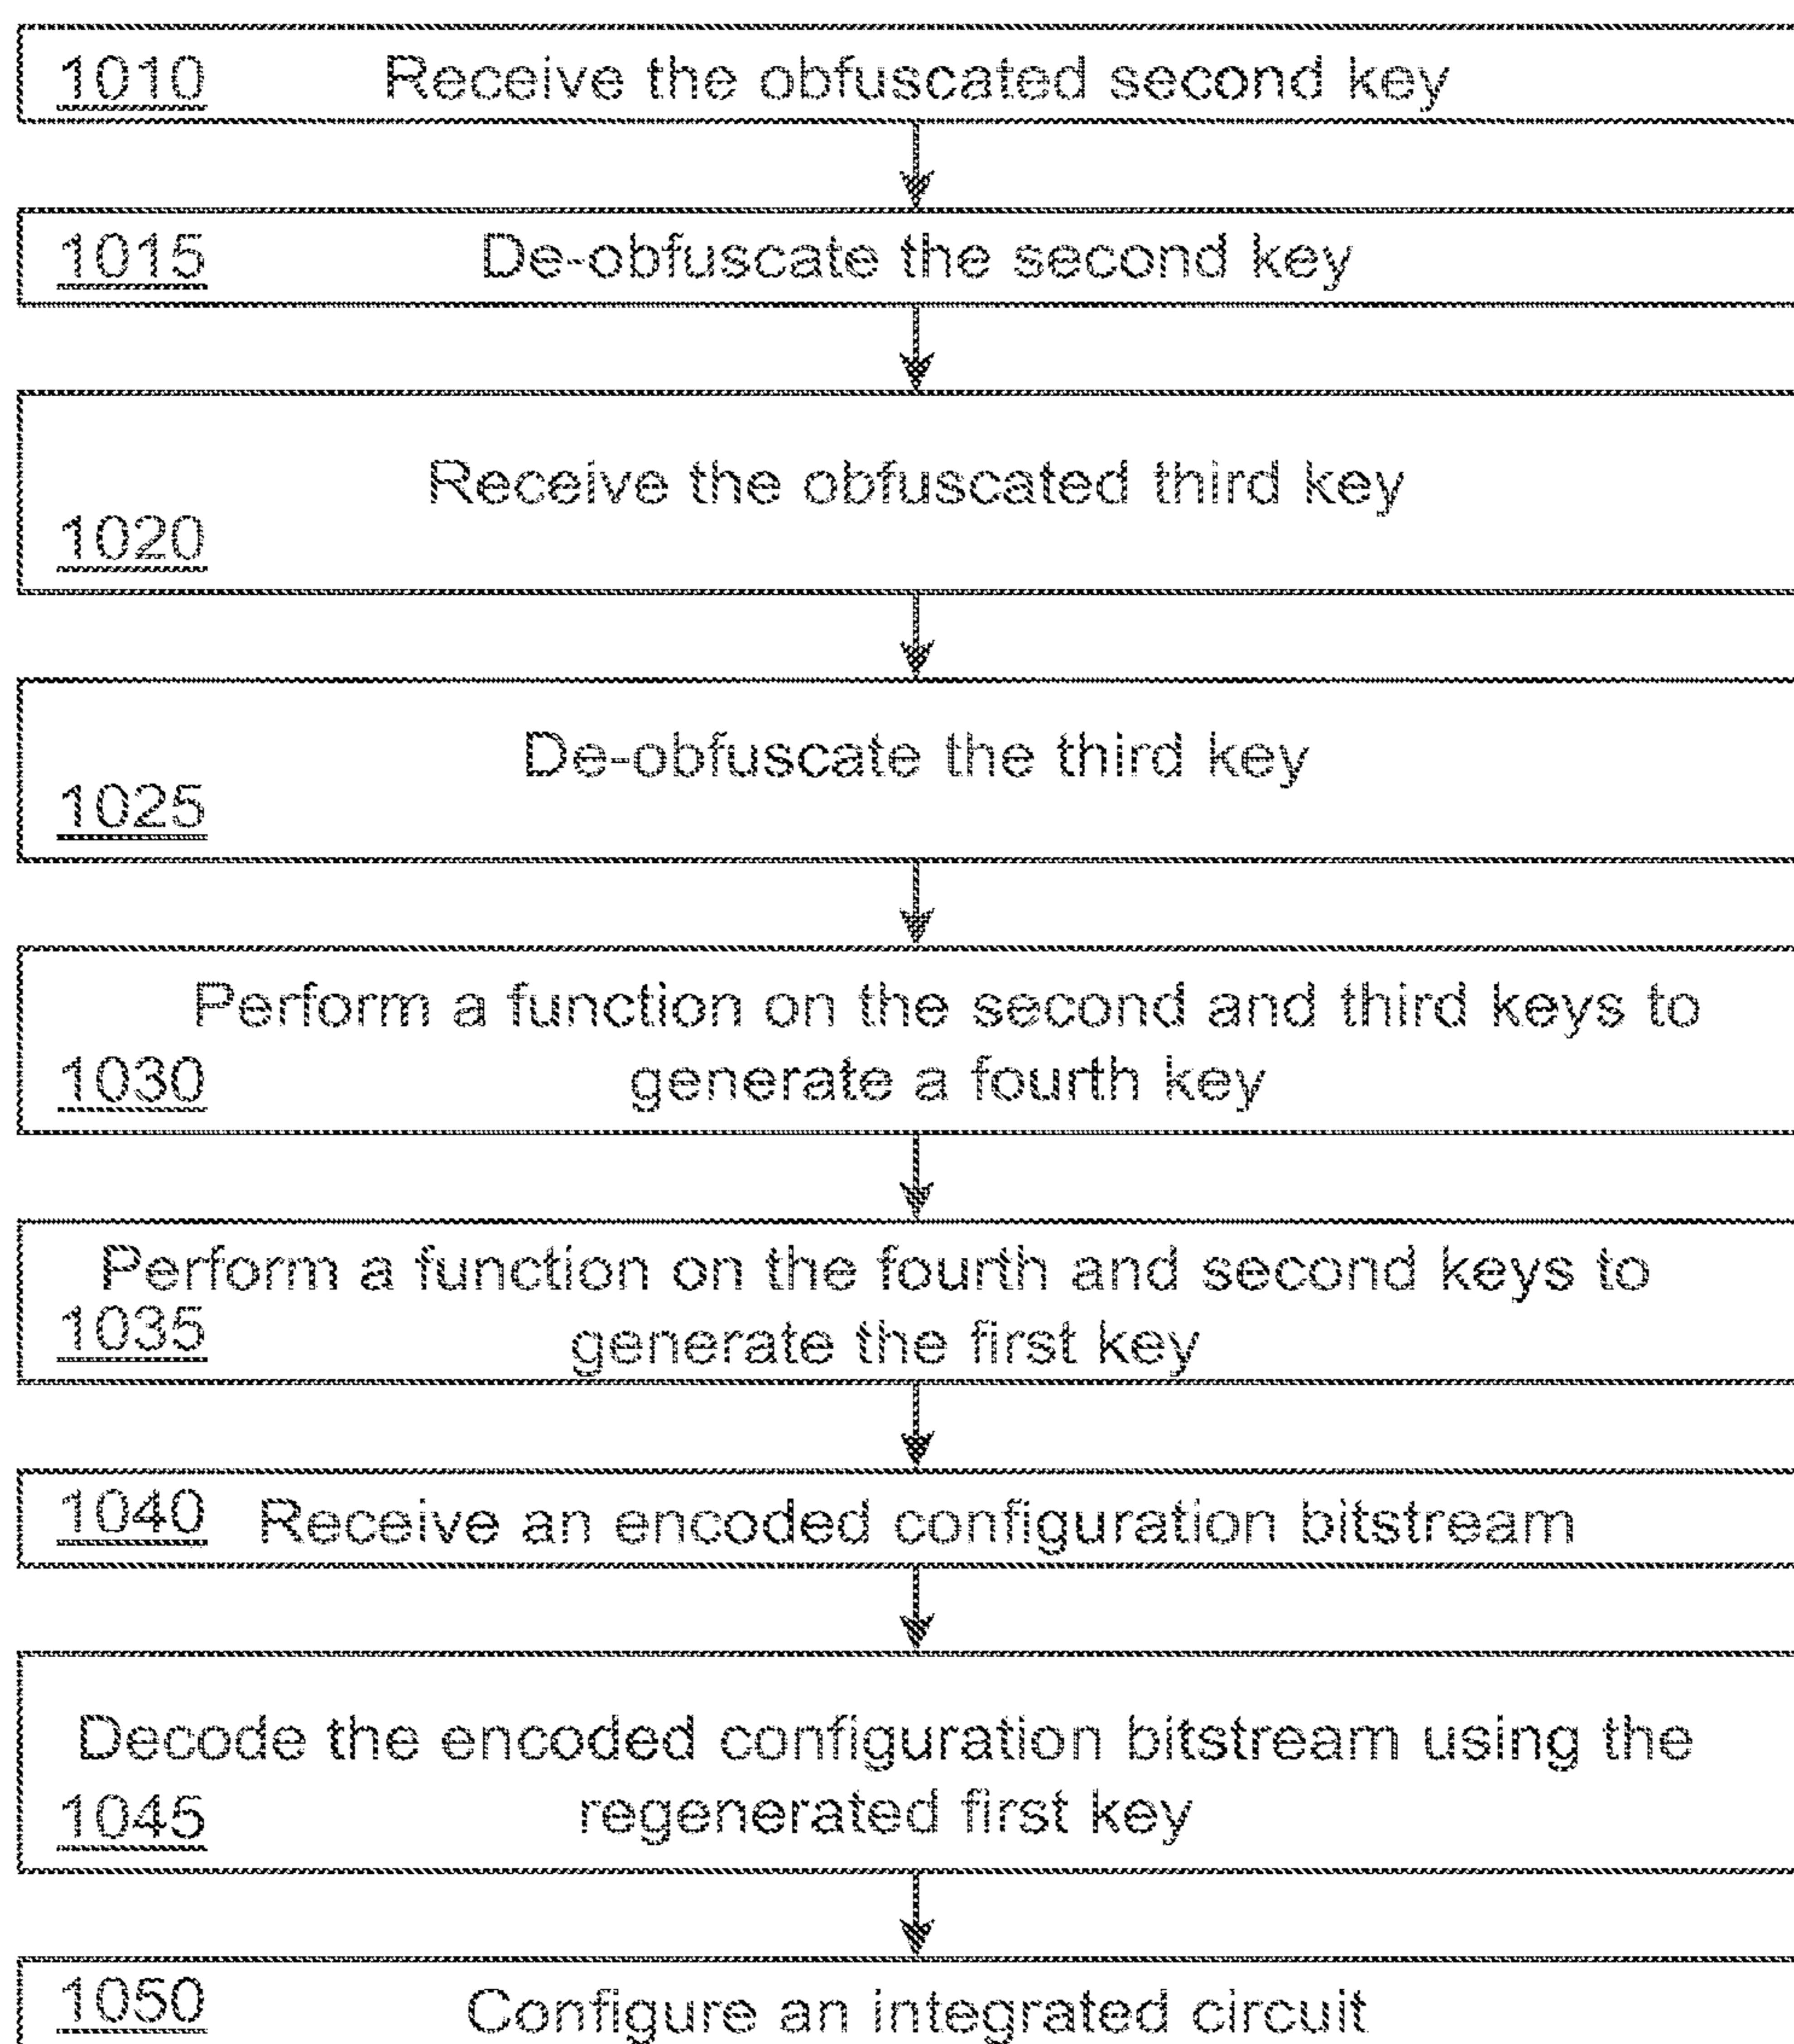 1010 Receive the obfuscated second key
1015 De-obfuscate the second key
Receive the obfuscated third key
1020
De-obfuscate the third key
1025
Perform a function on the second and third keys to
1030 generate a fourth key
Perform a function on the fourth and second keys to
1035 generate the first key
1040 Receive an encoded configuration bitstream
Decode the encoded configuration bitstream using the
1045 regenerated first key
1050 Configure an integrated circuit